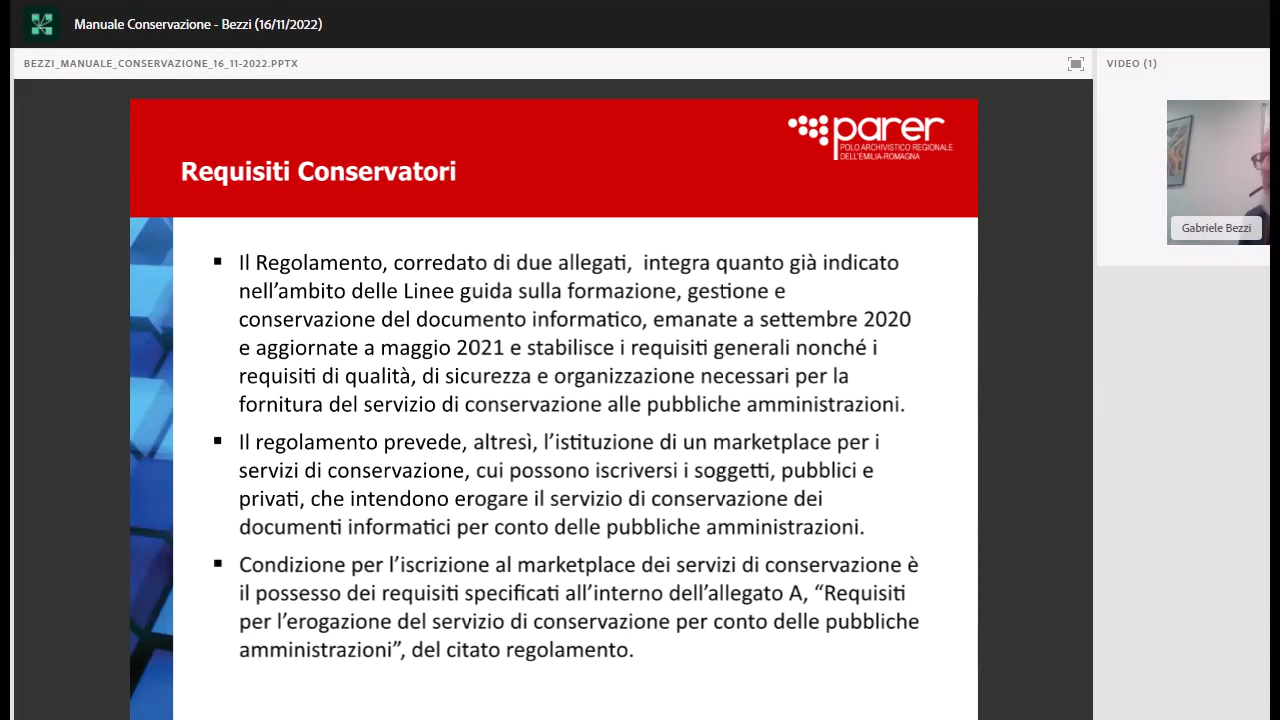 Manuale Conservazione - Bezzi (16/11/2022)
BEZZI_MANUALE_CONSERVAZIONE_16_11-2022.PPTX
VIDEO (1)
parer
POLO ARCHIVISTICO REGIONALE
DELL'EMILIA-ROMAGNA
Requisiti Conservatori
Gabriele Bezzi
▪ Il Regolamento, corredato di due allegati, integra quanto già indicato
nell’ambito delle Linee guida sulla formazione, gestione e
conservazione del documento informatico, emanate a settembre 2020
e aggiornate a maggio 2021 e stabilisce i requisiti generali nonché i
requisiti di qualità, di sicurezza e organizzazione necessari per la
fornitura del servizio di conservazione alle pubbliche amministrazioni.
▪ Il regolamento prevede, altresì, l’istituzione di un marketplace per i
servizi di conservazione, cui possono iscriversi i soggetti, pubblici e
privati, che intendono erogare il servizio di conservazione dei
documenti informatici per conto delle pubbliche amministrazioni.
▪ Condizione per l’iscrizione al marketplace dei servizi di conservazione è
il possesso dei requisiti specificati all’interno dell’allegato A, “Requisiti
per l’erogazione del servizio di conservazione per conto delle pubbliche
amministrazioni”, del citato regolamento.